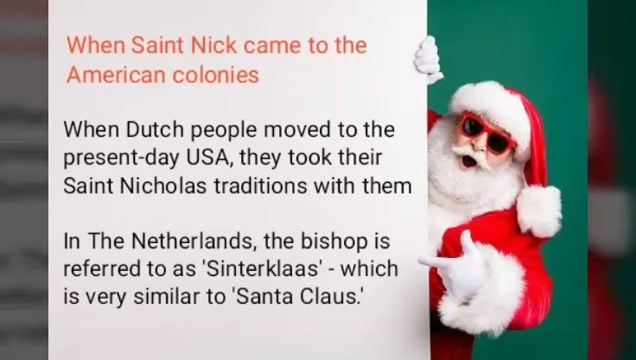 When Saint Nick came to the
American colonies
When Dutch people moved to the
present-day USA, they took their
Saint Nicholas traditions with them
In The Netherlands, the bishop is
referred to as 'Sinterklaas' - which
is very similar to 'Santa Claus.'